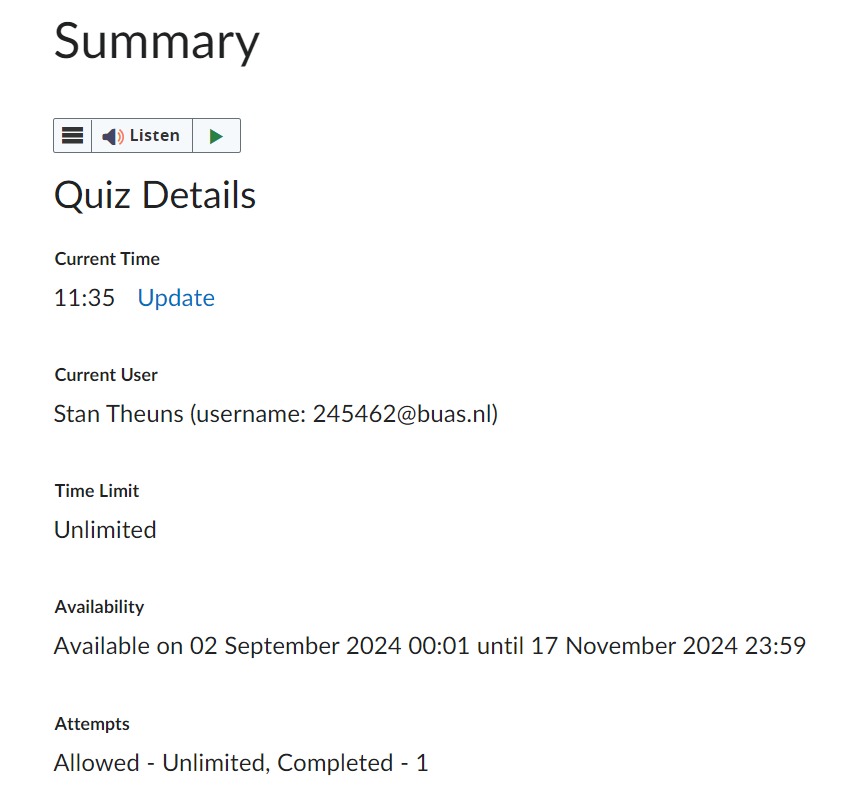 Summary
Listen
Quiz Details
Current Time
11:35 Update
Current User
Stan Theuns (username: 245462@buas.nl)
Time Limit
Unlimited
Availability
Available on 02 September 2024 00:01 until 17 November 2024 23:59
Attempts
Allowed - Unlimited, Completed - 1